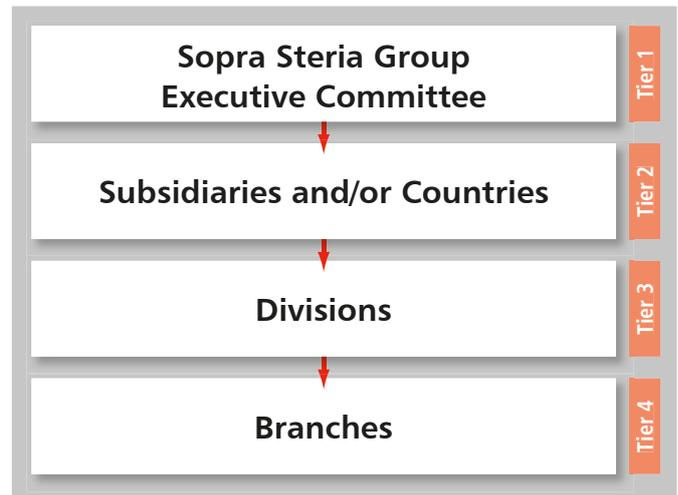 Sopra Steria Group
Executive Committee
Tier 1
Subsidiaries and/or Countries
Tier 2
Divisions
Tier 3
Branches
Tier 4